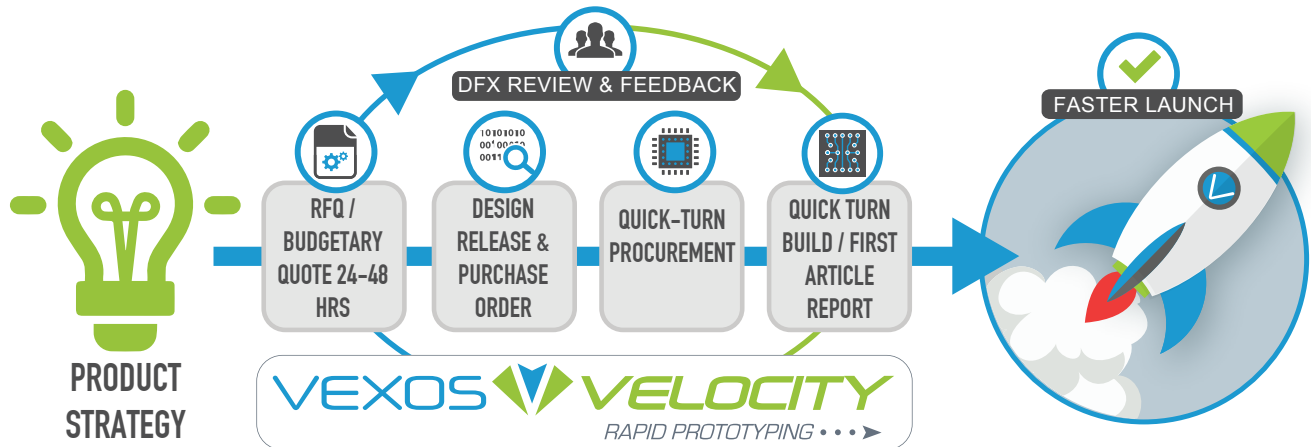 DFX REVIEW & FEEDBACK
FASTER LAUNCH
10101010
RFQ /
BUDGETARY
QUOTE 24-48
HRS
DESIGN
RELEASE &
PURCHASE
ORDER
QUICK-TURN
PROCUREMENT
QUICK TURN
BUILD / FIRST
ARTICLE
REPORT
PRODUCT
STRATEGY
VEXOS VELOCITY
RAPID PROTOTYPING